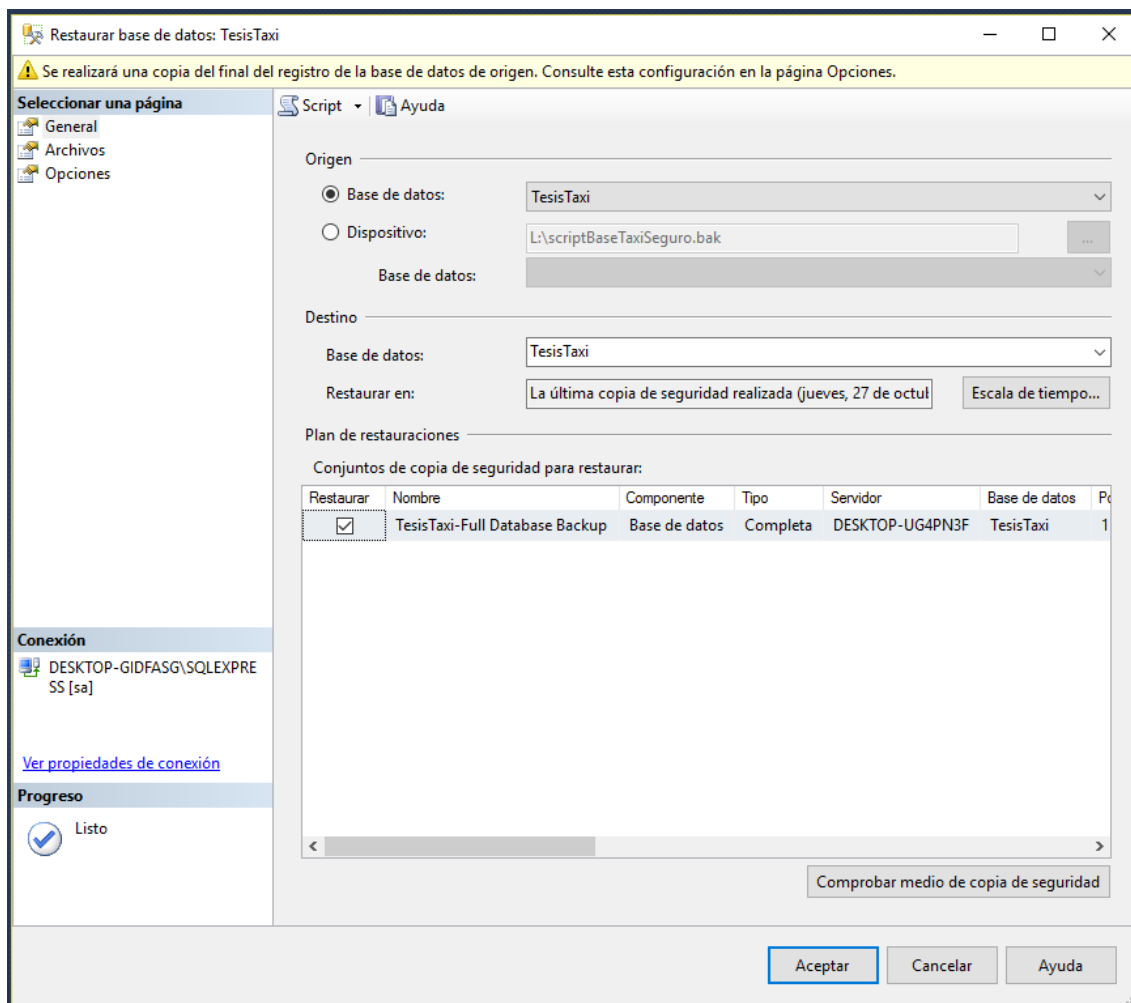 Restaurar base de datos: TesisTaxi
Se realizará una copia del final del registro de la base de datos de origen. Consulte esta configuración en la página Opciones.
Seleccionar una página
General
Archivos
Opciones
Script
Ayuda
Origen
Base de datos:
TesisTaxi
Dispositivo:
L:\scriptBaseTaxiSeguro.bak
...
Base de datos:
Destino
Base de datos:
TesisTaxi
Restaurar en:
La última copia de seguridad realizada (jueves, 27 de octul
Escala de tiempo...
Plan de restauraciones
Conjuntos de copia de seguridad para restaurar:
Restaurar Nombre Componente Tipo Servidor Base de datos Po
TesisTaxi-Full Database Backup Base de datos Completa DESKTOP-UG4PN3F TesisTaxi 1
Conexión
DESKTOP-GIDFASG\SQLEXPRE
SS [sa]
Ver propiedades de conexión
Progreso
Listo
Comprobar medio de copia de seguridad
Aceptar
Cancelar
Ayuda